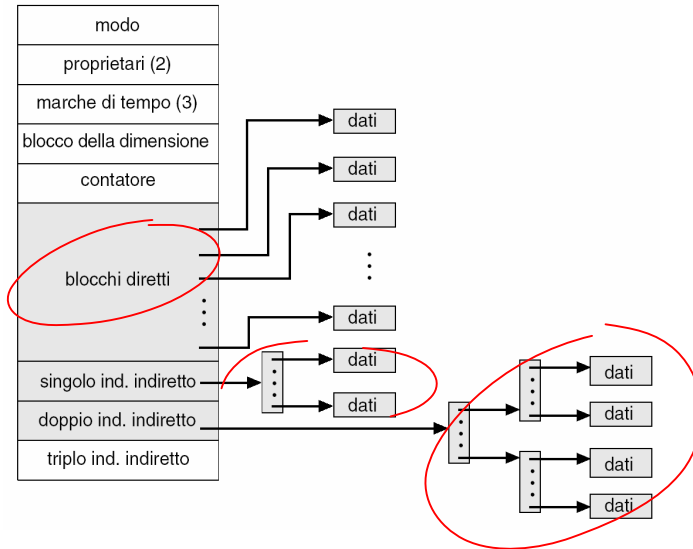 modo
proprietari (2)
marche di tempo (3)
blocco della dimensione
contatore
blocchi diretti
singolo ind. indiretto
doppio ind. indiretto
triplo ind. indiretto
dati
dati
dati
dati
dati
dati
dati
dati
dati
dati